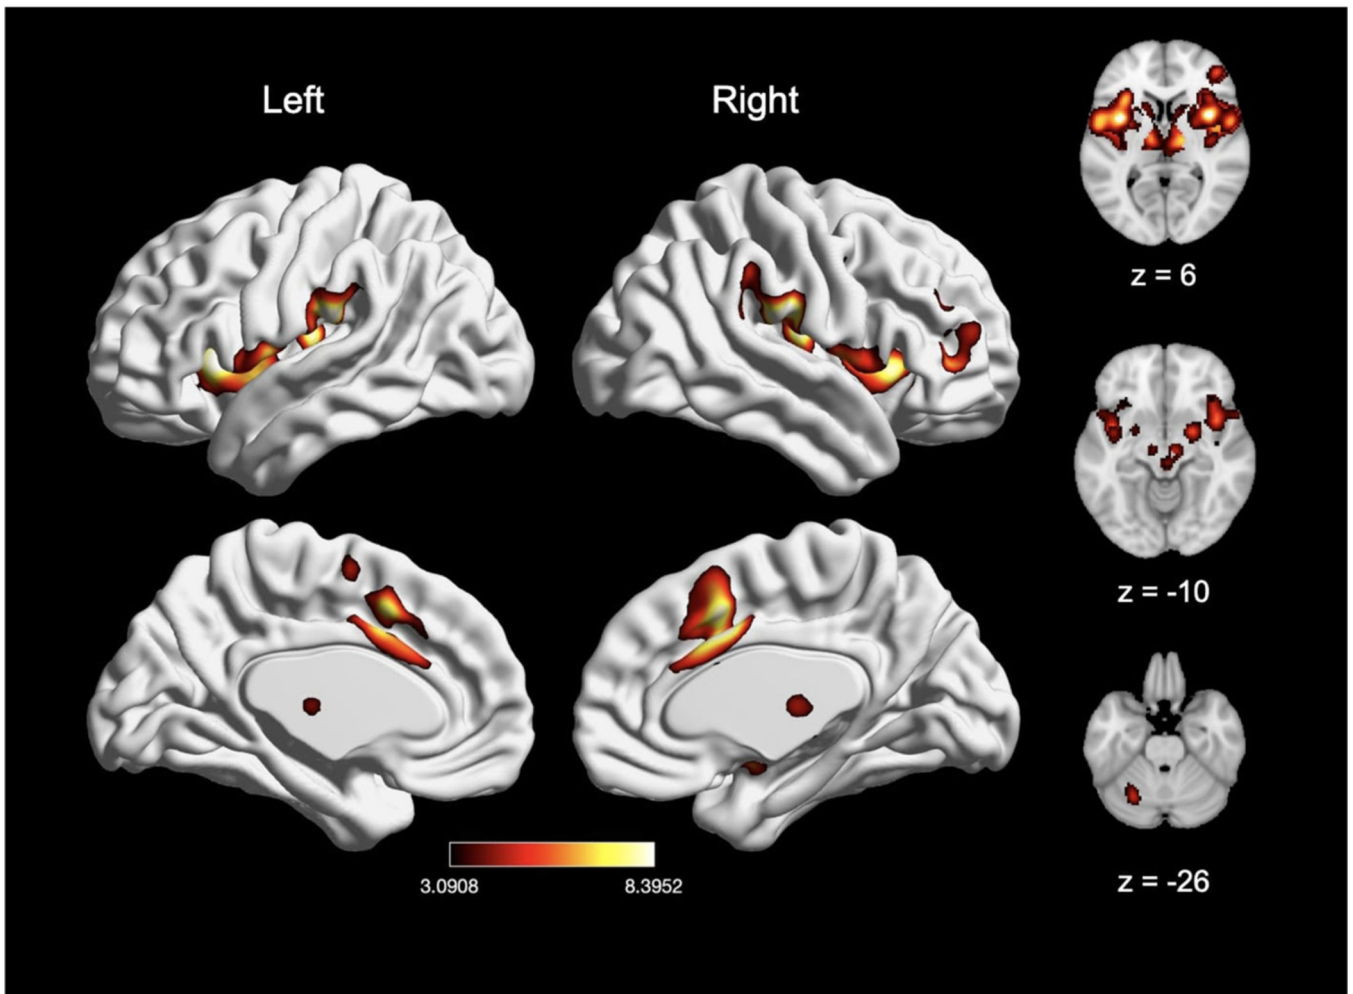 Left
Right
z = 6
z = -10
3.0908
8.3952
z = -26